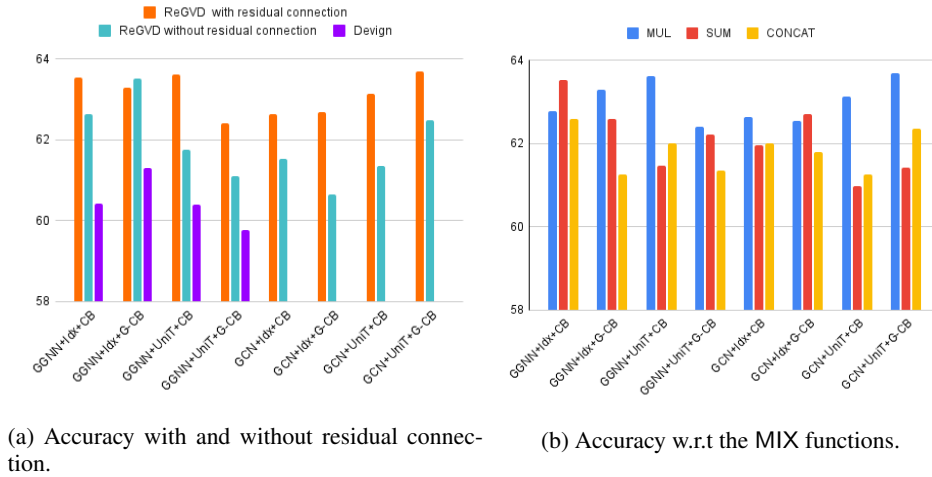 ReGVD with residual connection
ReGVD without residual connection
Devign
64
62
60
58
GGNN+Idx+CB
GGNN+Idx+G-CB
GGNN+UniT+CB
GGNN+UniT+G-CB
GCN+Idx+CB
GCN+Idx+G-CB
GCN+UniT+CB
GCN+UniT+G-CB
(a) Accuracy with and without residual connec-
tion.
MUL
SUM
CONCAT
64
62
60
58
GGNN+Idx+CB
GGNN+Idx+G-CB
GGNN+UniT+CB
GGNN+UniT+G-CB
GCN+Idx+CB
GCN+Idx+G-CB
GCN+UniT+CB
GCN+UniT+G-CB
(b) Accuracy w.r.t the MIX functions.